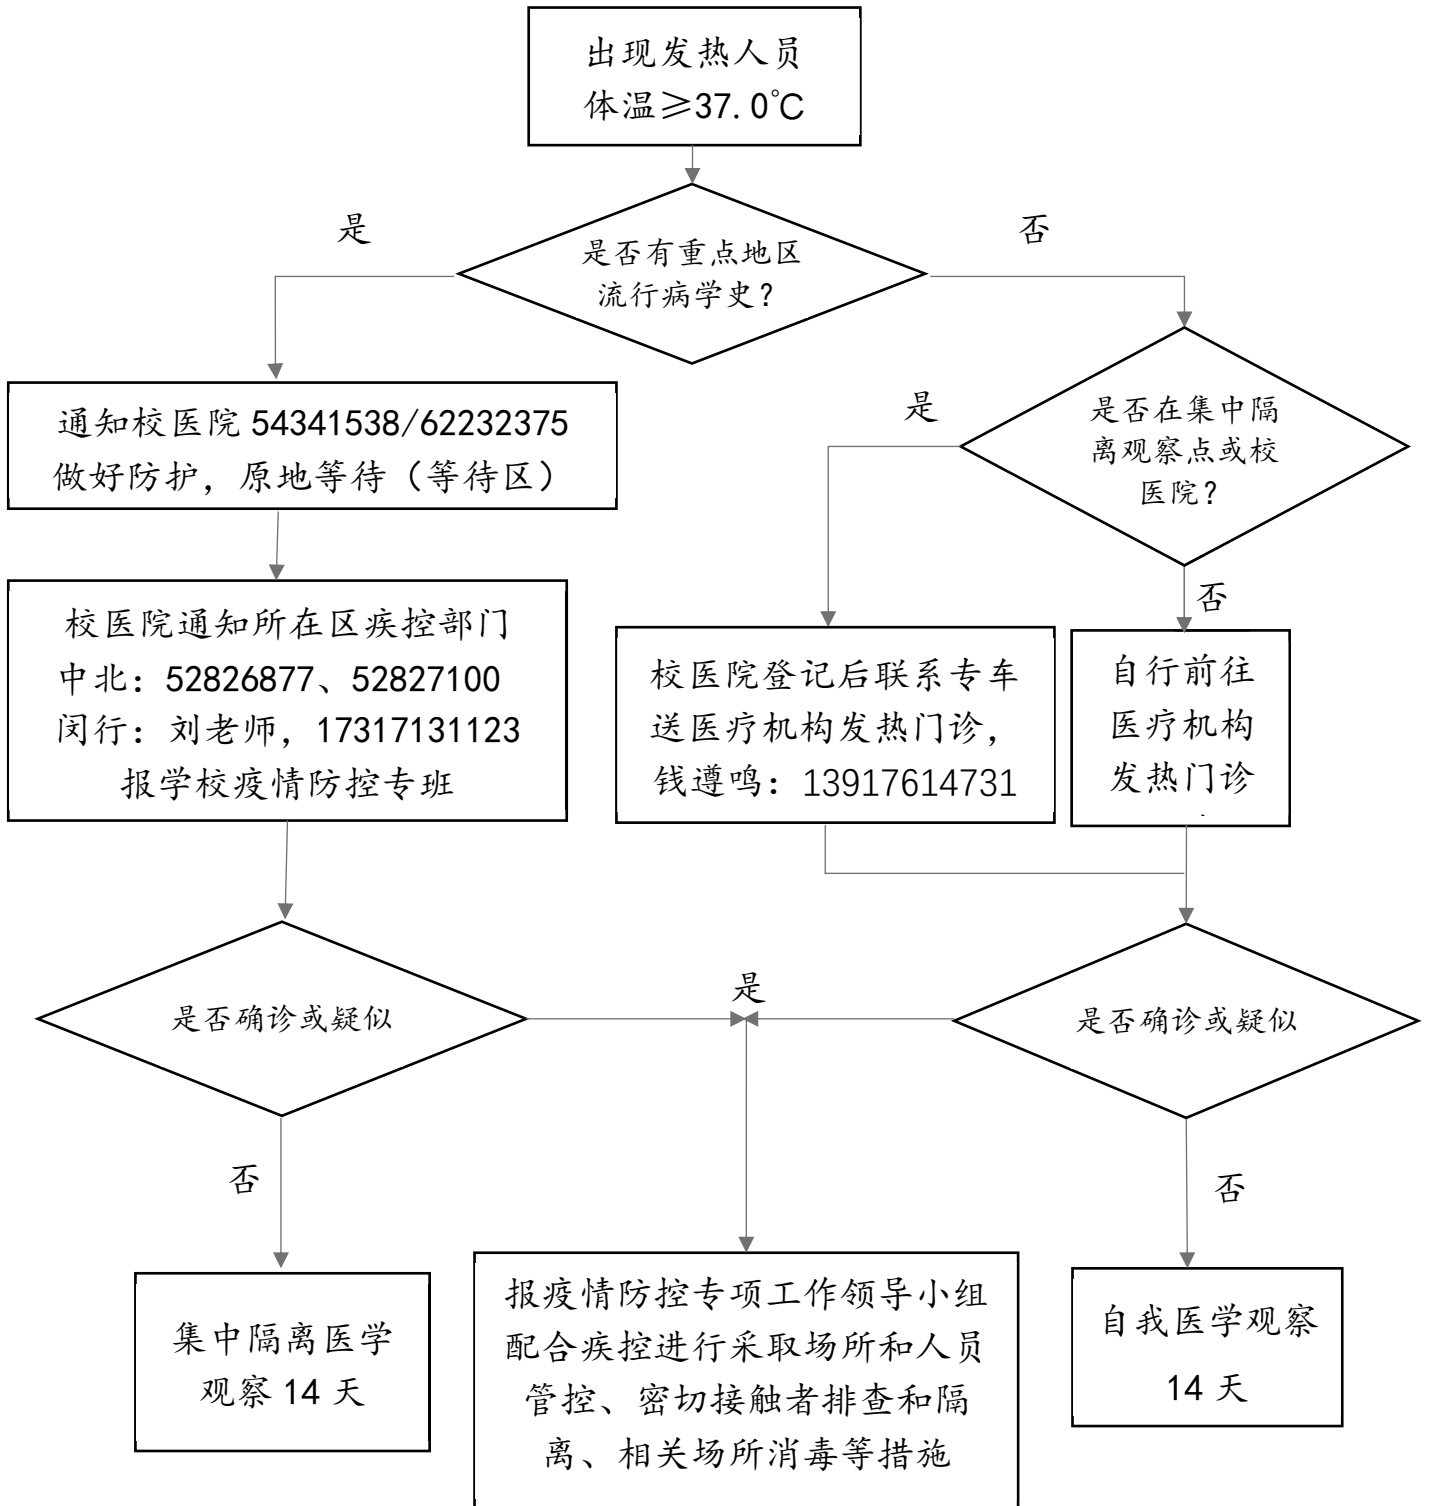 出现发热人员
体温≥37.0℃
是
否
是否有重点地区
流行病学史？
通知校医院 54341538/62232375
做好防护，原地等待（等待区）
是
是否在集中隔
离观察点或校
医院？
否
校医院通知所在区疾控部门
中北：52826877、52827100
闵行：刘老师，17317131123
报学校疫情防控专班
校医院登记后联系专车
送医疗机构发热门诊，
钱遵鸣：13917614731
自行前往
医疗机构
发热门诊
是否确诊或疑似
是
是否确诊或疑似
否
否
集中隔离医学
观察 14 天
报疫情防控专项工作领导小组
配合疾控进行采取场所和人员
管控、密切接触者排查和隔
离、相关场所消毒等措施
自我医学观察
14 天